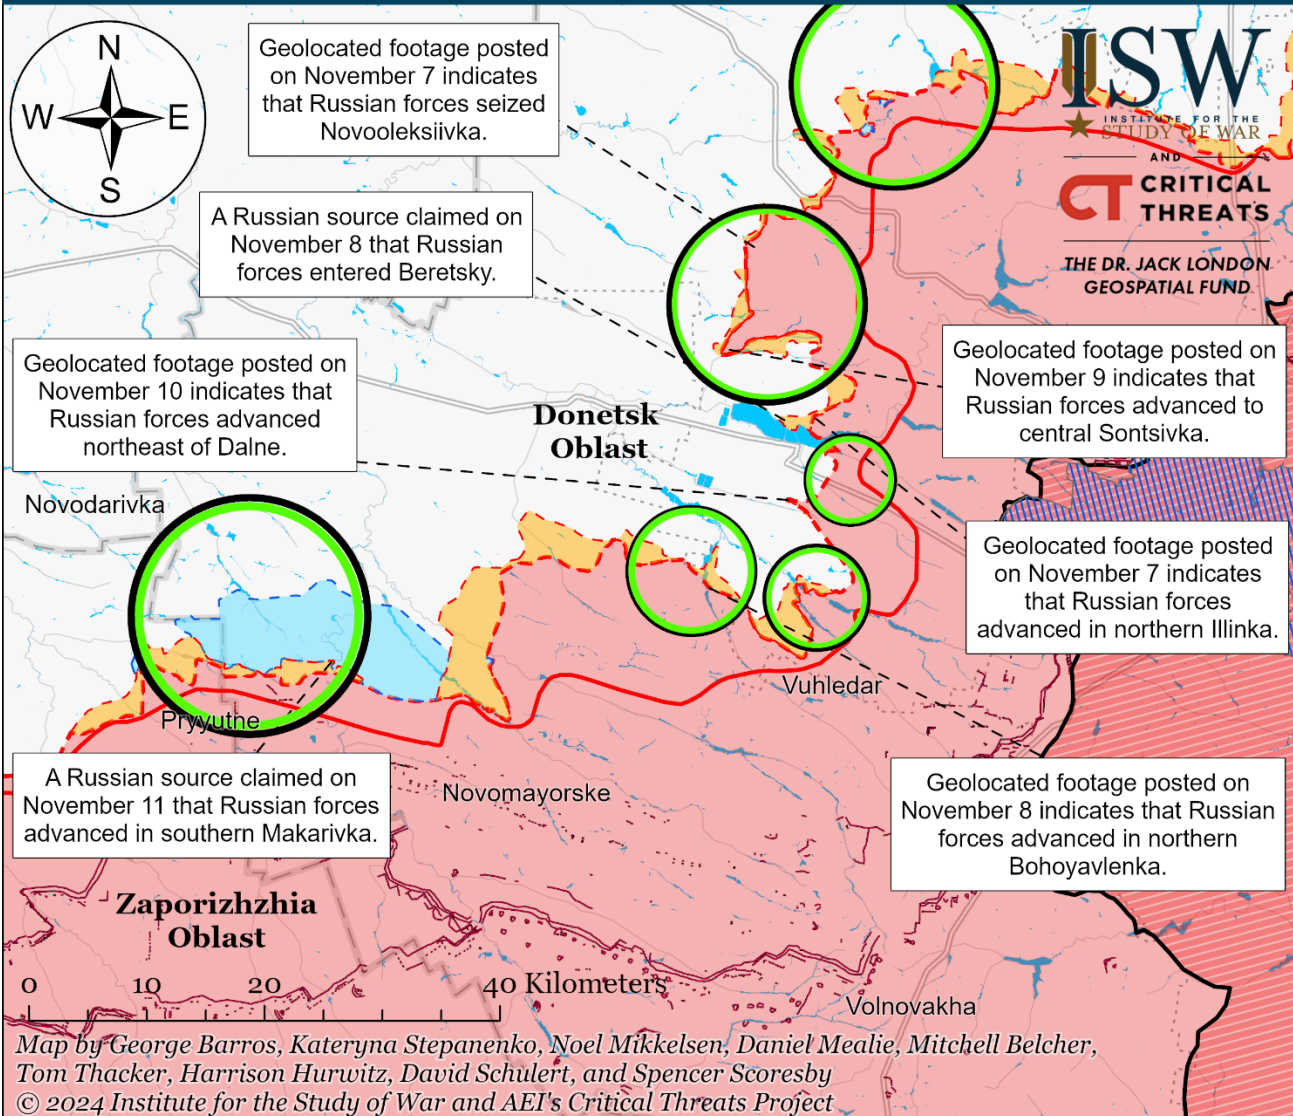 N
W
E
S
Geolocated footage posted
on November 7 indicates
that Russian forces seized
Novooleksiivka.
ISW
INSTITUTE FOR THE
STUDY OF WAR
AND
CT CRITICAL
THREATS
THE DR. JACK LONDON
GEOSPATIAL FUND
A Russian source claimed on
November 8 that Russian
forces entered Beretsky.
Geolocated footage posted on
November 10 indicates that
Russian forces advanced
northeast of Dalne.
Geolocated footage posted on
November 9 indicates that
Russian forces advanced to
central Sontsivka.
Donetsk
Oblast
Novodarivka
Geolocated footage posted
on November 7 indicates
that Russian forces
advanced in northern Illinka.
Vuhledar
Pryyutne
A Russian source claimed on
November 11 that Russian forces
advanced in southern Makarivka.
Novomayorske
Geolocated footage posted on
November 8 indicates that Russian
forces advanced in northern
Bohoyavlenka.
Zaporizhzhia
Oblast
0 10 20 40 Kilometers
Volnovakha
Map by George Barros, Kateryna Stepanenko, Noel Mikkelsen, Daniel Mealie, Mitchell Belcher,
Tom Thacker, Harrison Hurwitz, David Schulert, and Spencer Scoresby
© 2024 Institute for the Study of War and AEI's Critical Threats Project